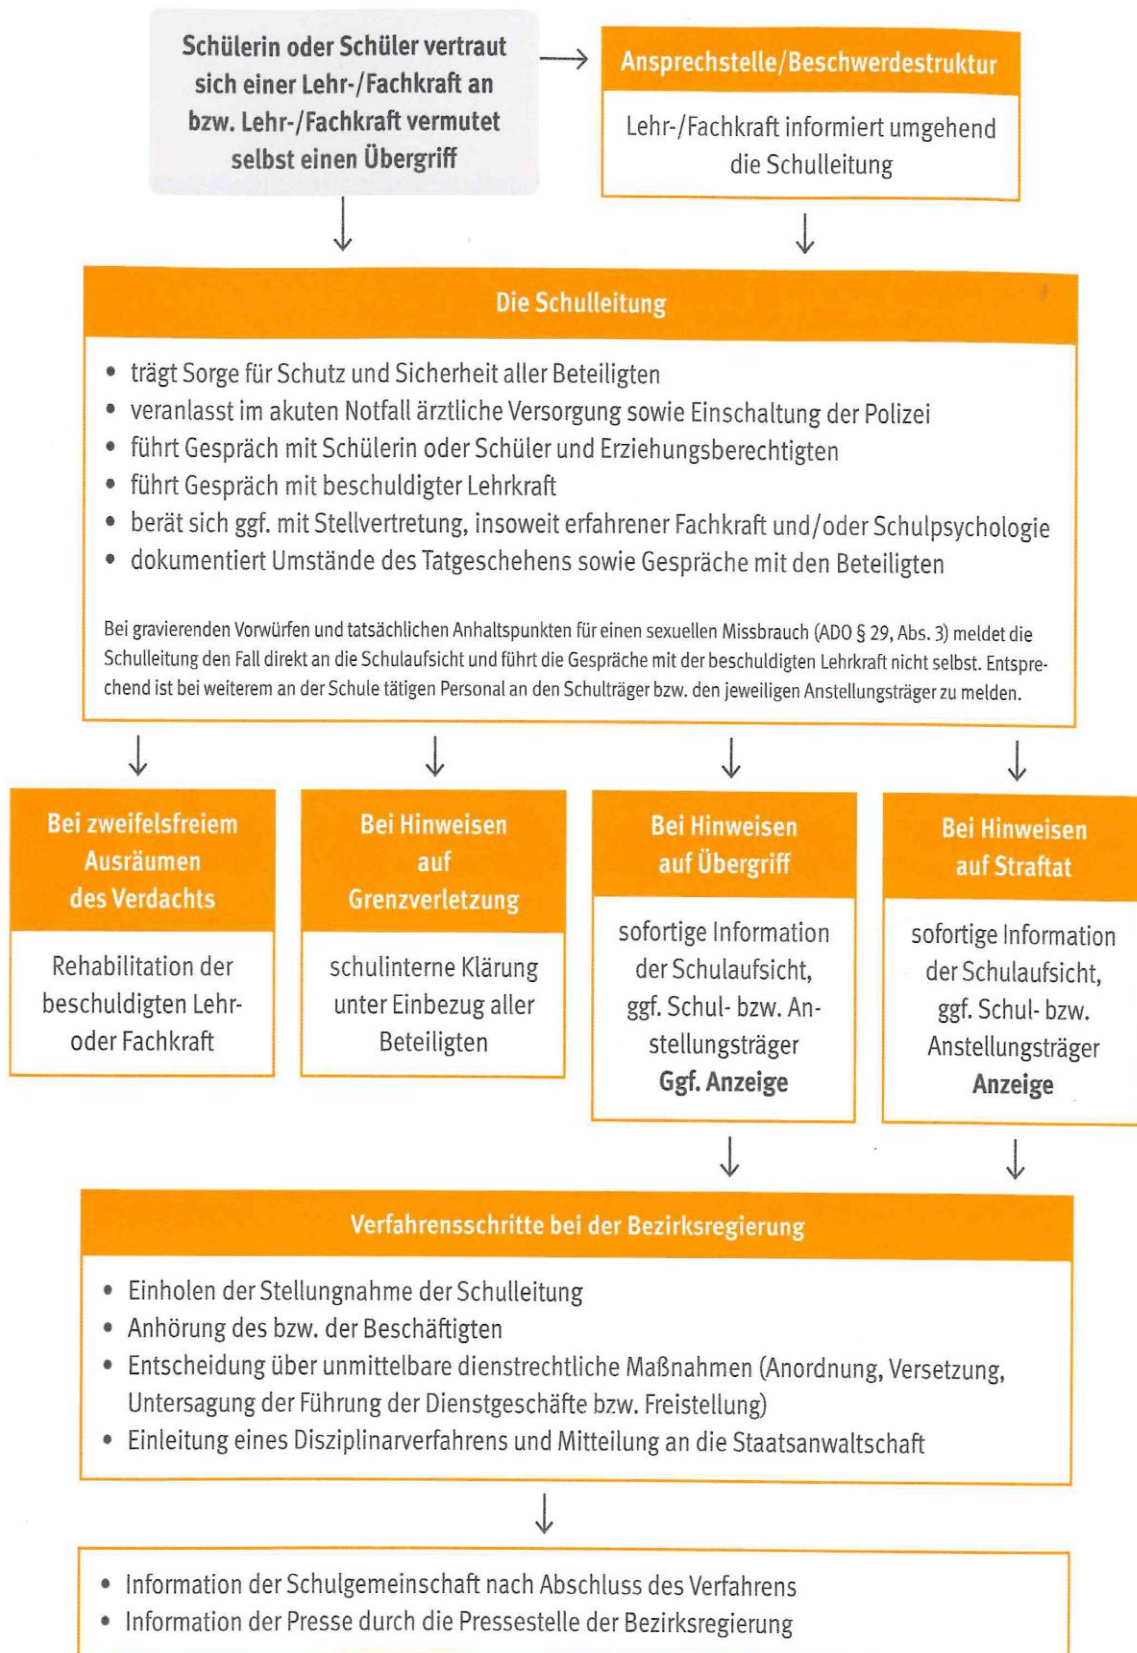 Schülerin oder Schüler vertraut
sich einer Lehr-/Fachkraft an
bzw. Lehr-/Fachkraft vermutet
selbst einen Übergriff
Ansprechstelle/Beschwerdestruktur
Lehr-/Fachkraft informiert umgehend
die Schulleitung
Die Schulleitung
• trägt Sorge für Schutz und Sicherheit aller Beteiligten
• veranlasst im akuten Notfall ärztliche Versorgung sowie Einschaltung der Polizei
• führt Gespräch mit Schülerin oder Schüler und Erziehungsberechtigten
• führt Gespräch mit beschuldigter Lehrkraft
• berät sich ggf. mit Stellvertretung, insoweit erfahrener Fachkraft und/oder Schulpsychologie
• dokumentiert Umstände des Tatgeschehens sowie Gespräche mit den Beteiligten
Bei gravierenden Vorwürfen und tatsächlichen Anhaltspunkten für einen sexuellen Missbrauch (ADO § 29, Abs. 3) meldet die
Schulleitung den Fall direkt an die Schulaufsicht und führt die Gespräche mit der beschuldigten Lehrkraft nicht selbst. Entspre-
chend ist bei weiterem an der Schule tätigen Personal an den Schulträger bzw. den jeweiligen Anstellungsträger zu melden.
Bei zweifelsfreiem
Ausräumen
des Verdachts
Rehabilitation der
beschuldigten Lehr-
oder Fachkraft
Bei Hinweisen
auf
Grenzverletzung
schulinterne Klärung
unter Einbezug aller
Beteiligten
Bei Hinweisen
auf Übergriff
sofortige Information
der Schulaufsicht,
ggf. Schul- bzw. An-
stellungsträger
Ggf. Anzeige
Bei Hinweisen
auf Straftat
sofortige Information
der Schulaufsicht,
ggf. Schul- bzw.
Anstellungsträger
Anzeige
Verfahrensschritte bei der Bezirksregierung
• Einholen der Stellungnahme der Schulleitung
• Anhörung des bzw. der Beschäftigten
• Entscheidung über unmittelbare dienstrechtliche Maßnahmen (Anordnung, Versetzung,
Untersagung der Führung der Dienstgeschäfte bzw. Freistellung)
• Einleitung eines Disziplinarverfahrens und Mitteilung an die Staatsanwaltschaft
• Information der Schulgemeinschaft nach Abschluss des Verfahrens
• Information der Presse durch die Pressestelle der Bezirksregierung